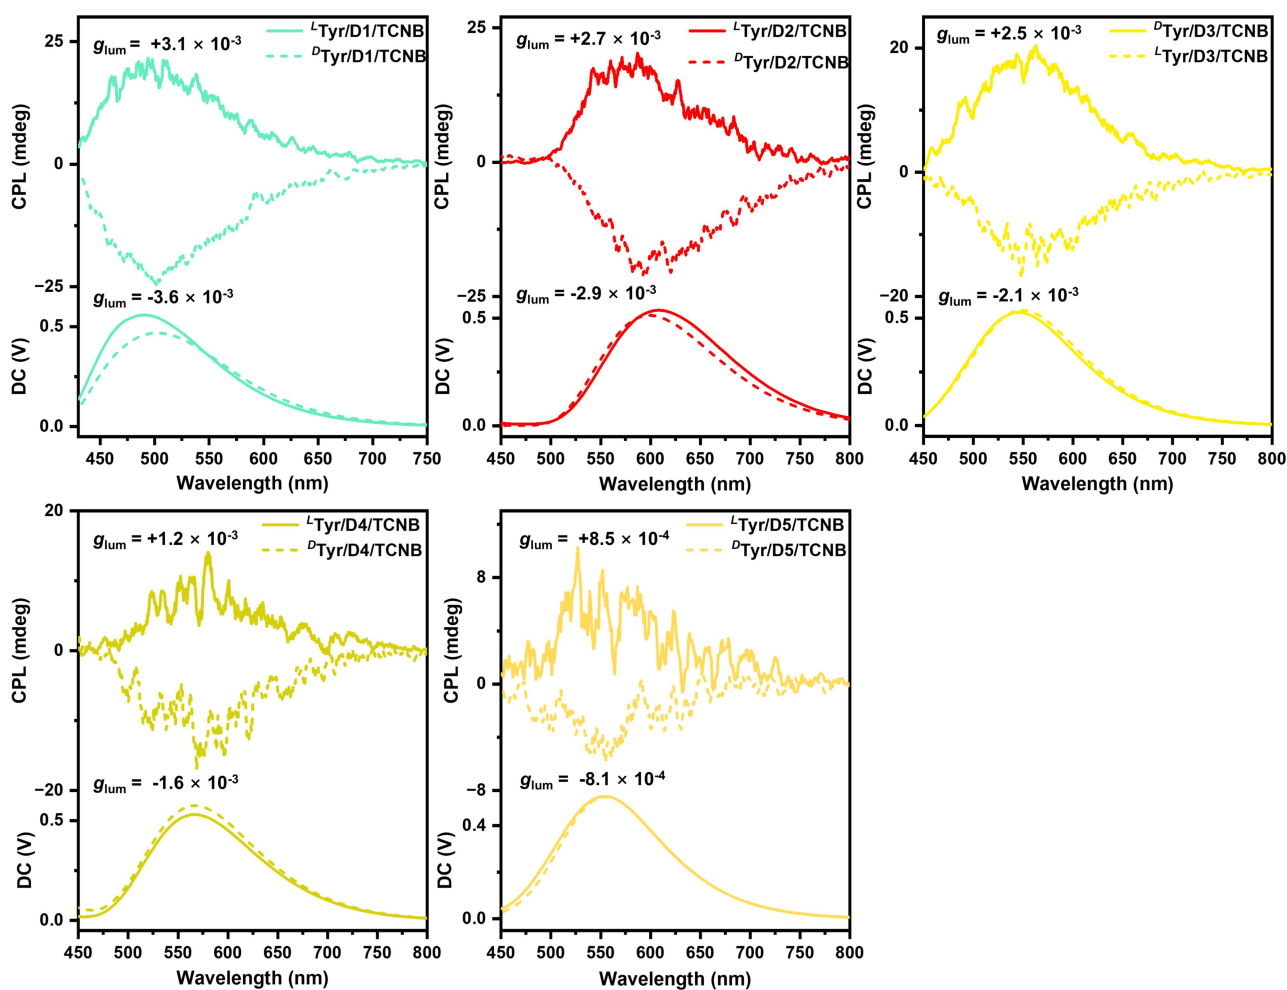 g_lum = +3.1 × 10⁻³
ᴸTyr/D1/TCNB
ᴰTyr/D1/TCNB
25
0
−25
CPL (mdeg)
g_lum = -3.6 × 10⁻³
0.5
0.0
DC (V)
450 500 550 600 650 700 750
Wavelength (nm)
g_lum = +2.7 × 10⁻³
ᴸTyr/D2/TCNB
ᴰTyr/D2/TCNB
25
0
−25
CPL (mdeg)
g_lum = -2.9 × 10⁻³
0.5
0.0
DC (V)
450 500 550 600 650 700 750 800
Wavelength (nm)
g_lum = +2.5 × 10⁻³
ᴰTyr/D3/TCNB
ᴸTyr/D3/TCNB
20
0
−20
CPL (mdeg)
g_lum = -2.1 × 10⁻³
0.5
0.0
DC (V)
450 500 550 600 650 700 750 800
Wavelength (nm)
g_lum = +1.2 × 10⁻³
ᴸTyr/D4/TCNB
ᴰTyr/D4/TCNB
20
0
−20
CPL (mdeg)
g_lum = -1.6 × 10⁻³
0.5
0.0
DC (V)
450 500 550 600 650 700 750 800
Wavelength (nm)
g_lum = +8.5 × 10⁻⁴
ᴸTyr/D5/TCNB
ᴰTyr/D5/TCNB
8
0
−8
CPL (mdeg)
g_lum = -8.1 × 10⁻⁴
0.4
0.0
DC (V)
450 500 550 600 650 700 750 800
Wavelength (nm)